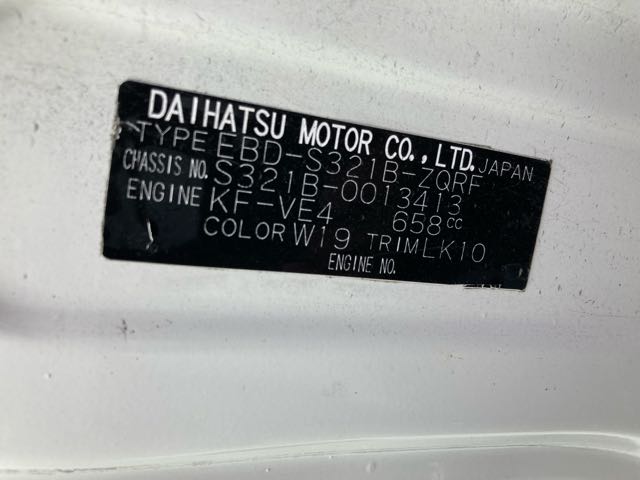 DAIHATSU MOTOR CO.,LTD. JAPAN
TYPE EBD-S321B-ZQRF
CHASSIS NO. S321B-0013413
ENGINE KF-VE4 658cc
COLOR W19 TRIM LK10
ENGINE NO.